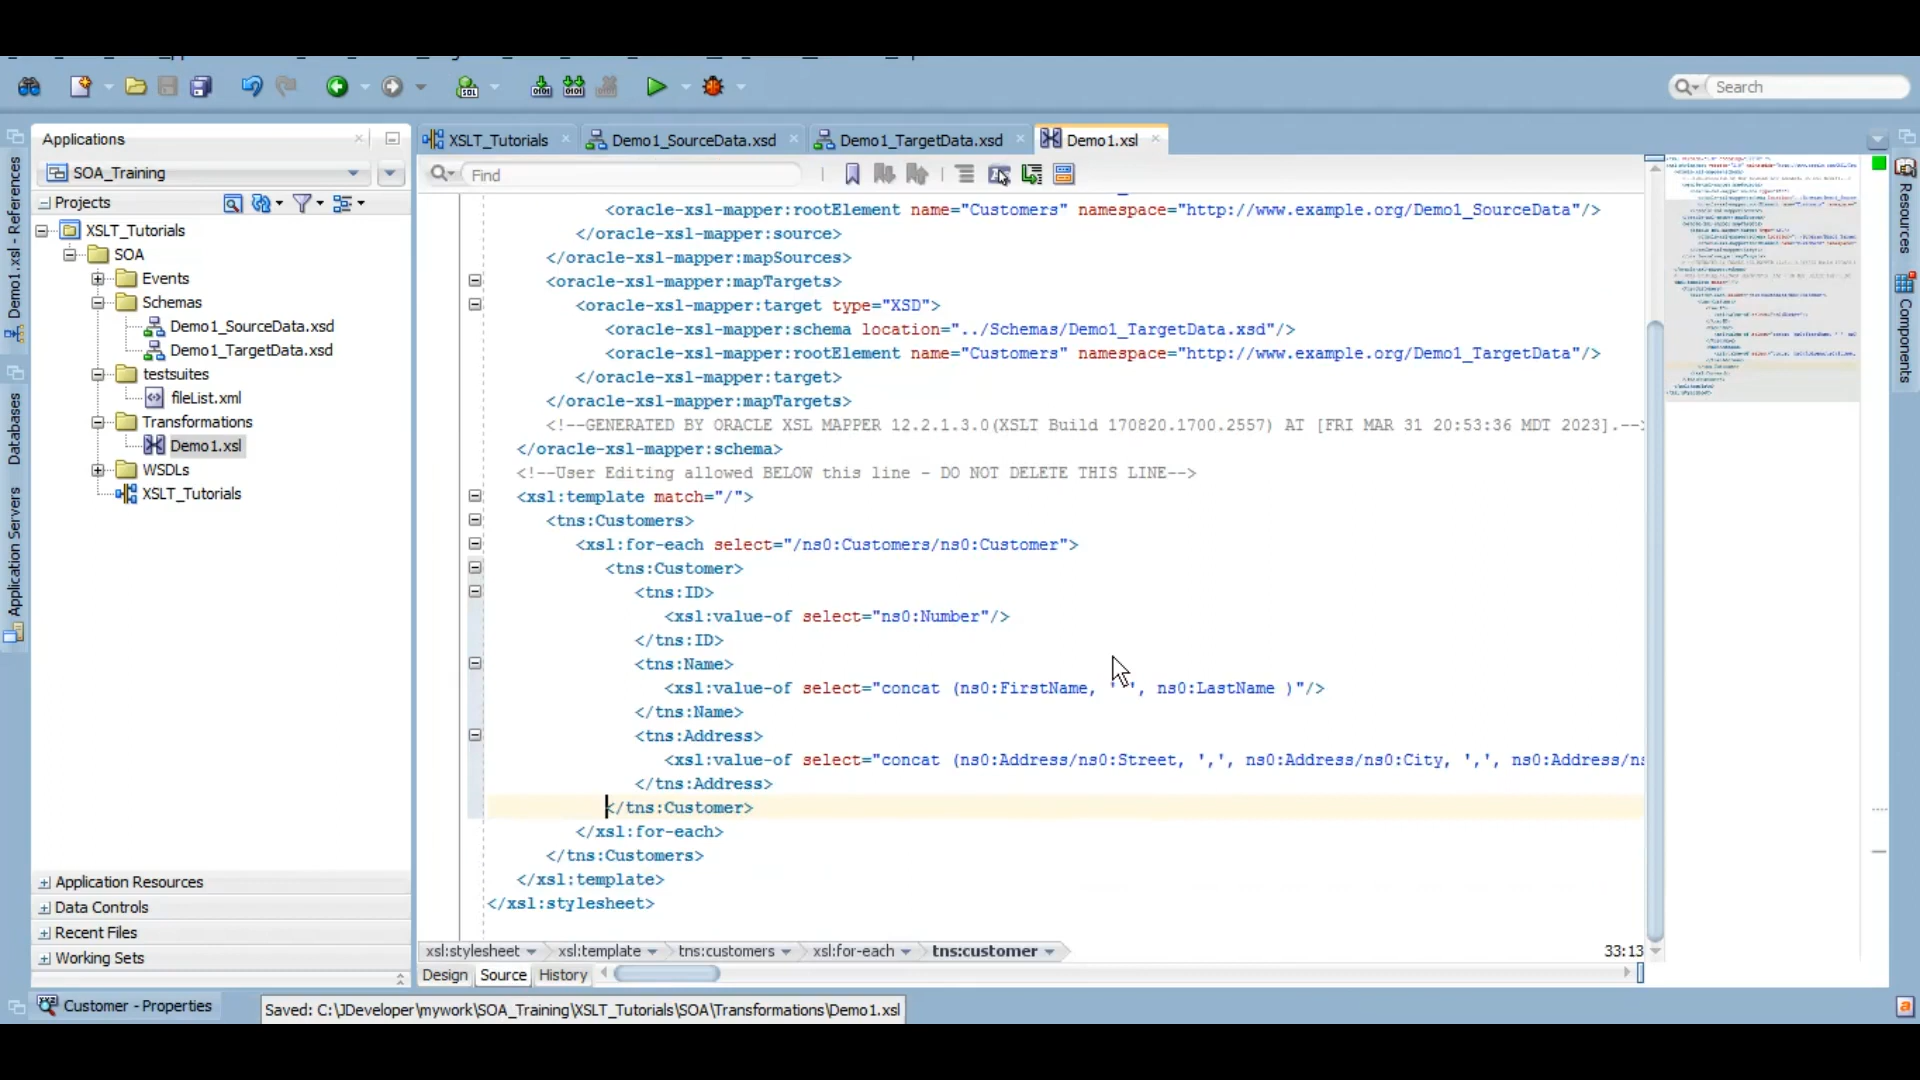 Search
Applications
XSLT_Tutorials
Demo1_SourceData.xsd
Demo1_TargetData.xsd
Demo1.xsl
SOA_Training
Find
Projects
XSLT_Tutorials
SOA
Events
Schemas
Demo1_SourceData.xsd
Demo1_TargetData.xsd
testsuites
fileList.xml
Transformations
Demo1.xsl
WSDLs
XSLT_Tutorials
Application Resources
Data Controls
Recent Files
Working Sets
Demo1.xsl - References
Databases
Application Servers
<oracle-xsl-mapper:rootElement name="Customers" namespace="http://www.example.org/Demo1_SourceData"/>
</oracle-xsl-mapper:source>
</oracle-xsl-mapper:mapSources>
<oracle-xsl-mapper:mapTargets>
<oracle-xsl-mapper:target type="XSD">
<oracle-xsl-mapper:schema location="../Schemas/Demo1_TargetData.xsd"/>
<oracle-xsl-mapper:rootElement name="Customers" namespace="http://www.example.org/Demo1_TargetData"/>
</oracle-xsl-mapper:target>
</oracle-xsl-mapper:mapTargets>
<!--GENERATED BY ORACLE XSL MAPPER 12.2.1.3.0(XSLT Build 170820.1700.2557) AT [FRI MAR 31 20:53:36 MDT 2023].-->
</oracle-xsl-mapper:schema>
<!--User Editing allowed BELOW this line - DO NOT DELETE THIS LINE-->
<xsl:template match="/">
<tns:Customers>
<xsl:for-each select="/ns0:Customers/ns0:Customer">
<tns:Customer>
<tns:ID>
<xsl:value-of select="ns0:Number"/>
</tns:ID>
<tns:Name>
<xsl:value-of select="concat (ns0:FirstName, ' ', ns0:LastName )"/>
</tns:Name>
<tns:Address>
<xsl:value-of select="concat (ns0:Address/ns0:Street, ',', ns0:Address/ns0:City, ',', ns0:Address/ns
</tns:Address>
</tns:Customer>
</xsl:for-each>
</tns:Customers>
</xsl:template>
</xsl:stylesheet>
xsl:stylesheet
xsl:template
tns:customers
xsl:for-each
tns:customer
33:13
Design
Source
History
Resources
Components
Customer - Properties
Saved: C:\JDeveloper\mywork\SOA_Training\XSLT_Tutorials\SOA\Transformations\Demo1.xsl